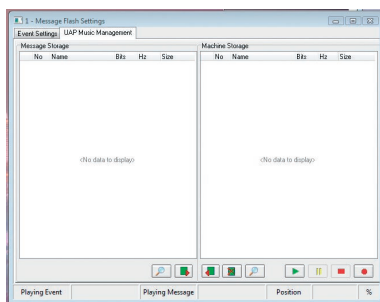 1 - Message Flash Settings
Event Settings UAP Music Management
Message Storage Machine Storage
No Name Bits Hz Size No Name Bits Hz Size
<No data to display> <No data to display>
Playing Event Playing Message Position %